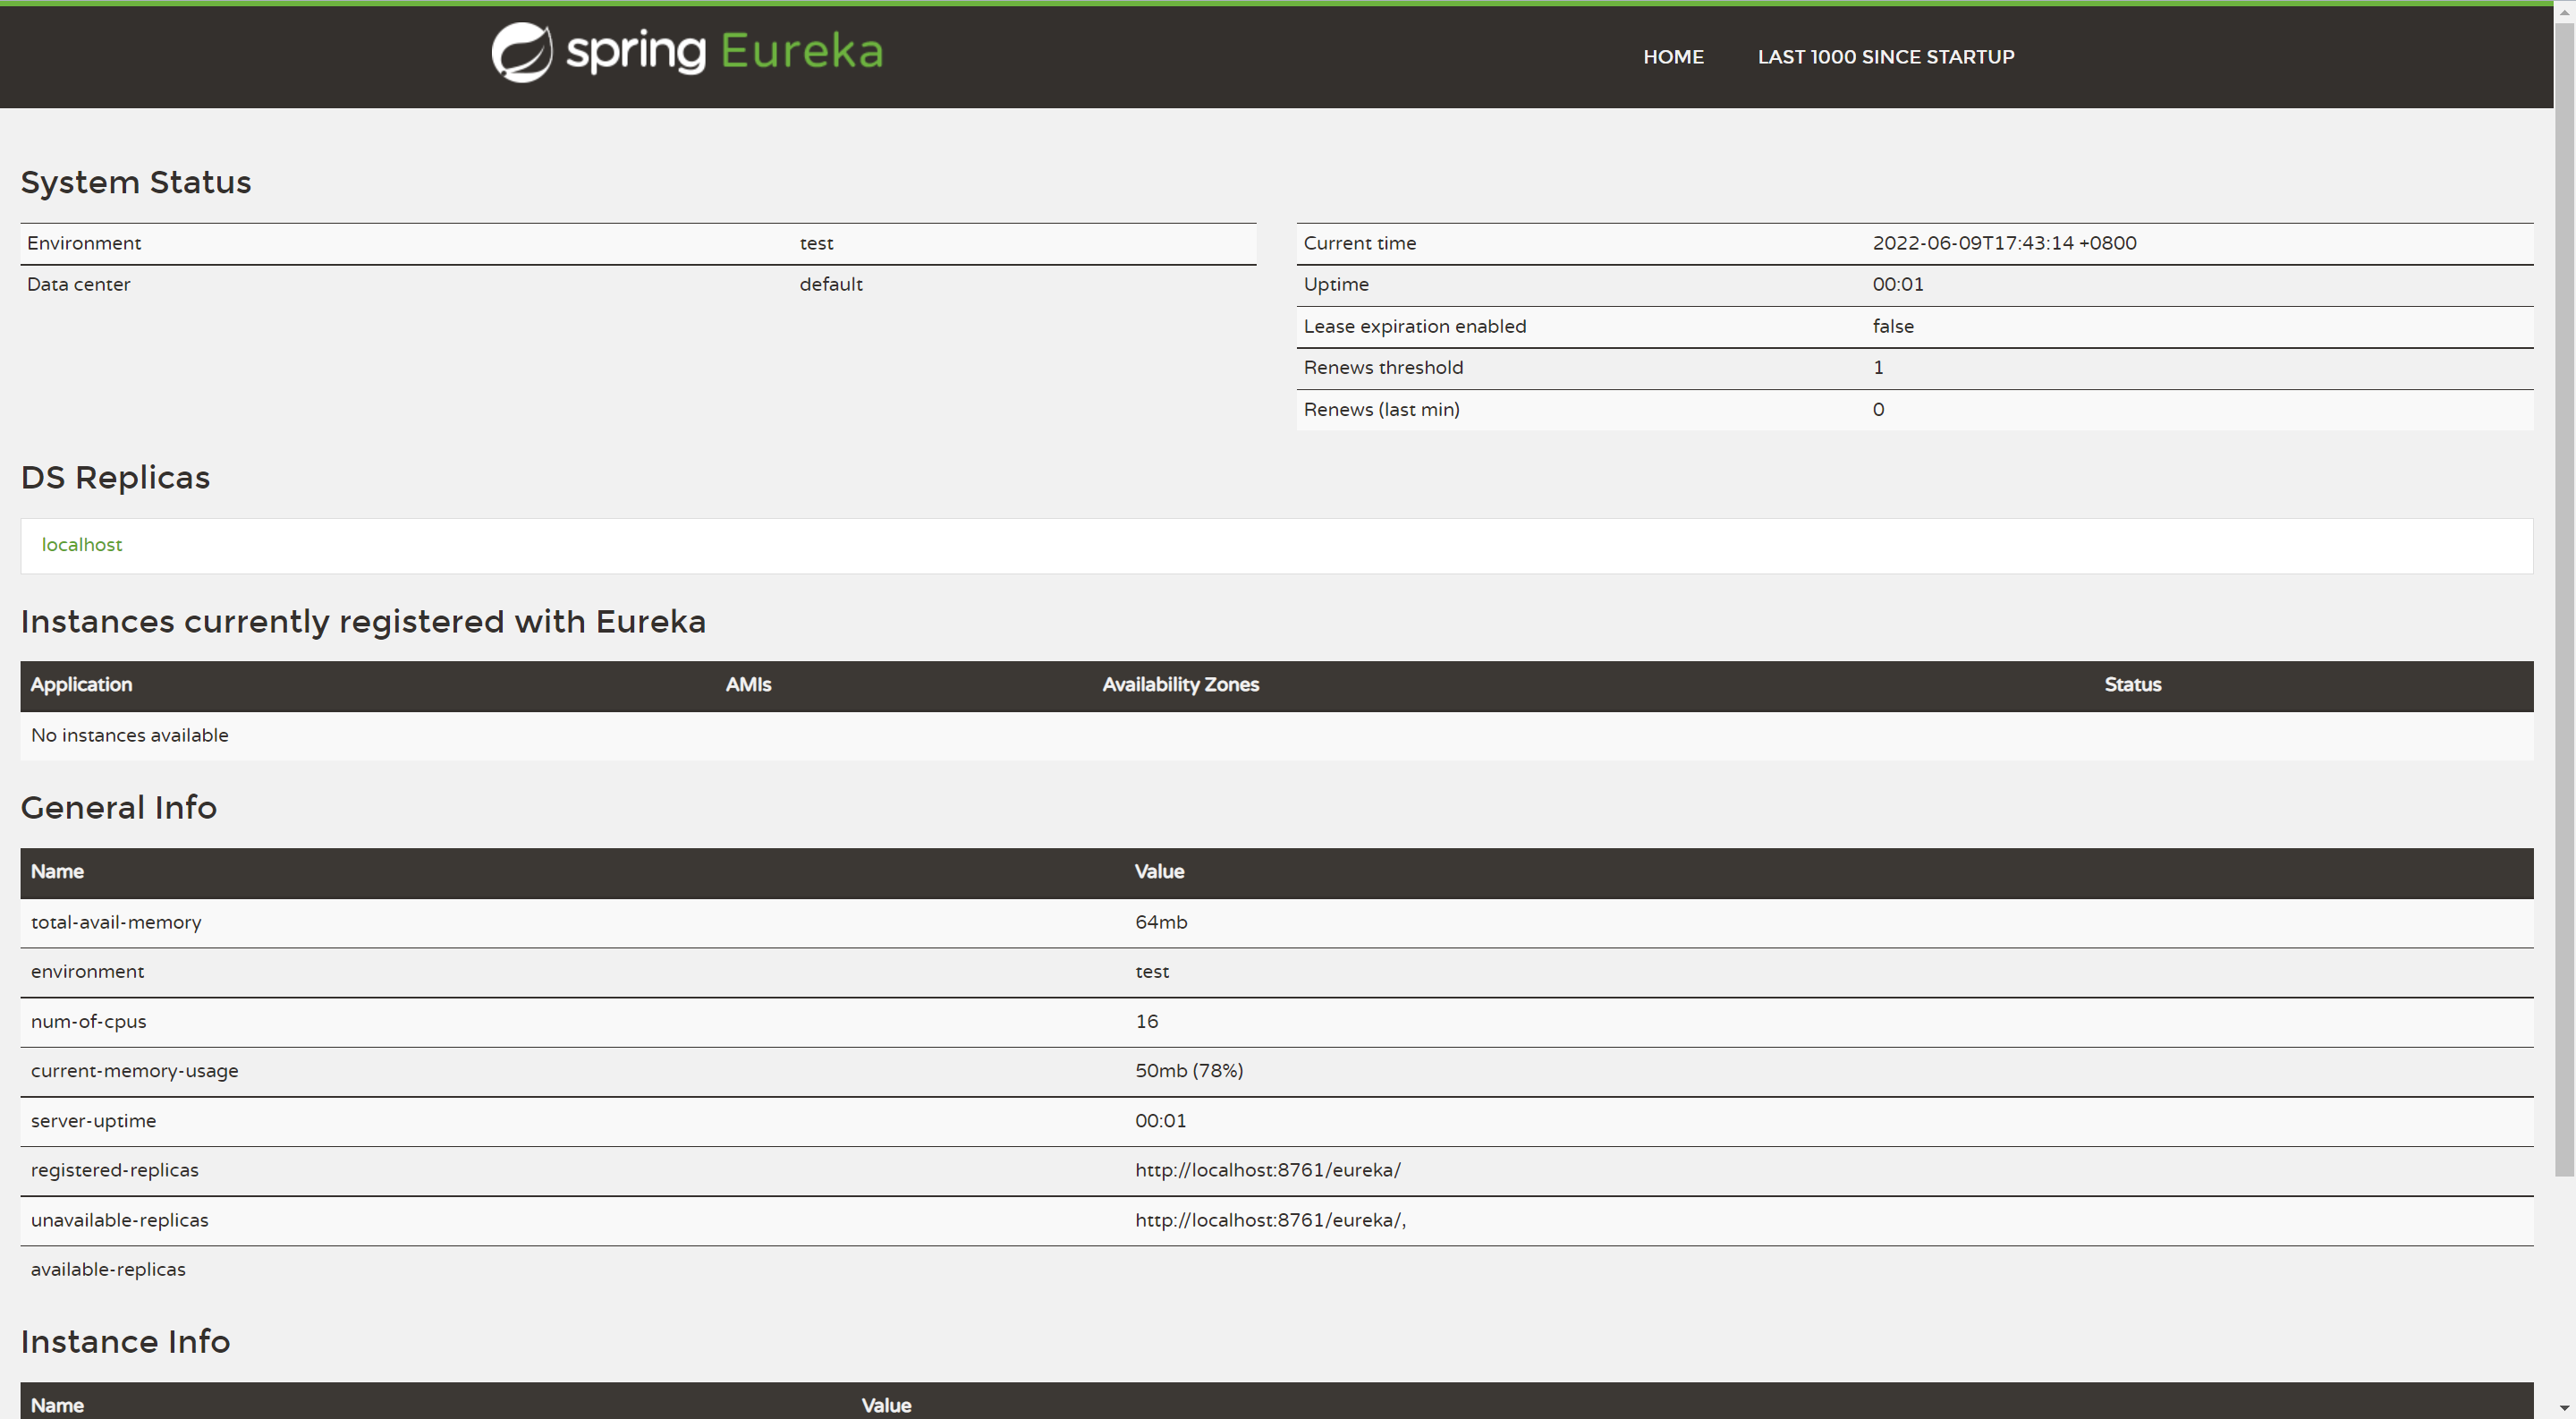 spring Eureka
HOME LAST 1000 SINCE STARTUP
System Status
Environment test
Data center default
Current time 2022-06-09T17:43:14 +0800
Uptime 00:01
Lease expiration enabled false
Renews threshold 1
Renews (last min) 0
DS Replicas
localhost
Instances currently registered with Eureka
Application AMIs Availability Zones Status
No instances available
General Info
Name Value
total-avail-memory 64mb
environment test
num-of-cpus 16
current-memory-usage 50mb (78%)
server-uptime 00:01
registered-replicas http://localhost:8761/eureka/
unavailable-replicas http://localhost:8761/eureka/,
available-replicas
Instance Info
Name Value